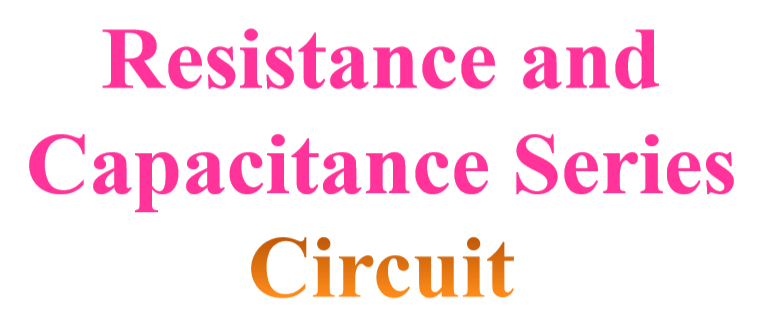 Resistance and
Capacitance Series
Circuit